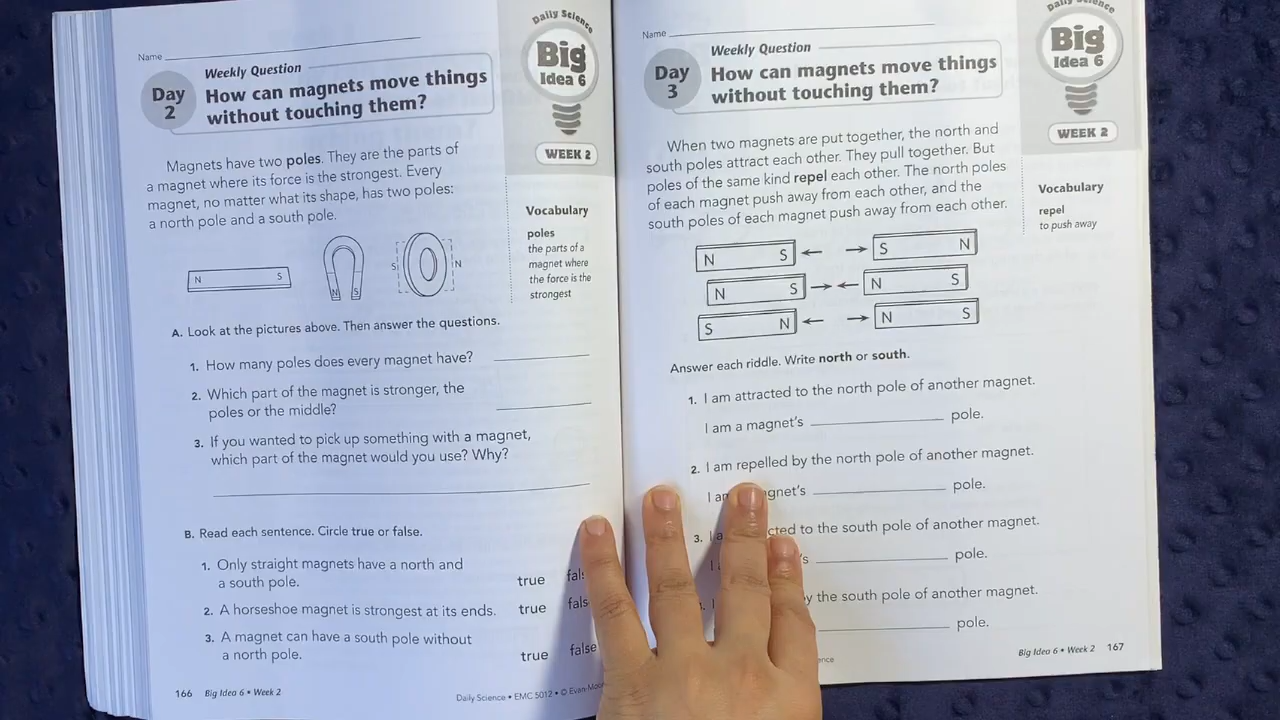 Name
Daily Science
Big
Idea 6
WEEK 2
Day
2
Weekly Question
How can magnets move things
without touching them?
Magnets have two poles. They are the parts of
a magnet where its force is the strongest. Every
magnet, no matter what its shape, has two poles:
a north pole and a south pole.
Vocabulary
poles
the parts of a
magnet where
the force is the
strongest
N S
N S
S N
A. Look at the pictures above. Then answer the questions.
1. How many poles does every magnet have?
2. Which part of the magnet is stronger, the
poles or the middle?
3. If you wanted to pick up something with a magnet,
which part of the magnet would you use? Why?
B. Read each sentence. Circle true or false.
1. Only straight magnets have a north and
a south pole. true
2. A horseshoe magnet is strongest at its ends. true
3. A magnet can have a south pole without
a north pole. true false
166 Big Idea 6 • Week 2
Daily Science • EMC 5012 • © Evan-Moor
Name
Daily Science
Big
Idea 6
WEEK 2
Day
3
Weekly Question
How can magnets move things
without touching them?
When two magnets are put together, the north and
south poles attract each other. They pull together. But
poles of the same kind repel each other. The north poles
of each magnet push away from each other, and the
south poles of each magnet push away from each other.
Vocabulary
repel
to push away
N S ← → S N
N S → ← N S
S N ← → N S
Answer each riddle. Write north or south.
1. I am attracted to the north pole of another magnet.
I am a magnet's pole.
2. I am repelled by the north pole of another magnet.
I pole.
3. to the south pole of another magnet.
pole.
the south pole of another magnet.
pole.
Big Idea 6 • Week 2 167